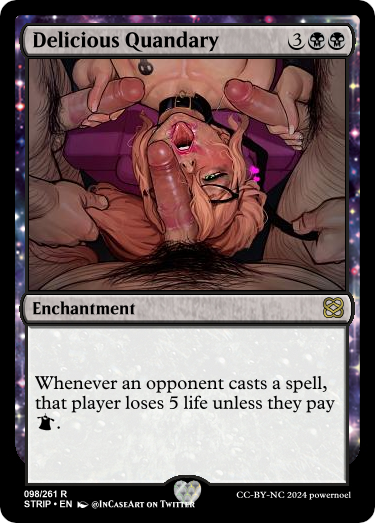 Delicious Quandary 3
Enchantment
Whenever an opponent casts a spell,
that player loses 5 life unless they pay
.
098/261 R
STRIP • EN @InCaseArt on Twitter
CC-BY-NC 2024 powernoel